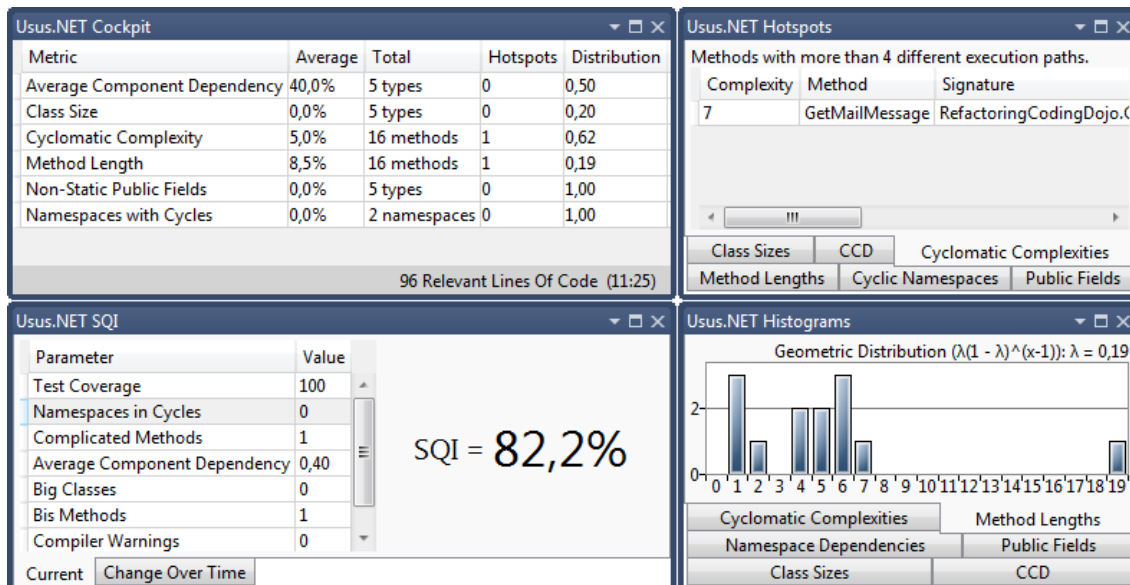 Usus.NET Cockpit
Metric Average Total Hotspots Distribution
Average Component Dependency 40,0% 5 types 0 0,50
Class Size 0,0% 5 types 0 0,20
Cyclomatic Complexity 5,0% 16 methods 1 0,62
Method Length 8,5% 16 methods 1 0,19
Non-Static Public Fields 0,0% 5 types 0 1,00
Namespaces with Cycles 0,0% 2 namespaces 0 1,00
96 Relevant Lines Of Code (11:25)
Usus.NET Hotspots
Methods with more than 4 different execution paths.
Complexity Method Signature
7 GetMailMessage RefactoringCodingDojo.
Class Sizes CCD Cyclomatic Complexities
Method Lengths Cyclic Namespaces Public Fields
Usus.NET SQI
Parameter Value
Test Coverage 100
Namespaces in Cycles 0
Complicated Methods 1
Average Component Dependency 0,40
Big Classes 0
Bis Methods 1
Compiler Warnings 0
SQI = 82,2%
Current Change Over Time
Usus.NET Histograms
Geometric Distribution (λ(1 - λ)^(x-1)): λ = 0,19
2
0
0 1 2 3 4 5 6 7 8 9 10 11 12 13 14 15 16 17 18 19
Cyclomatic Complexities Method Lengths
Namespace Dependencies Public Fields
Class Sizes CCD